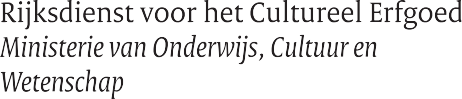 Rijksdienst voor het Cultureel Erfgoed
Ministerie van Onderwijs, Cultuur en
Wetenschap